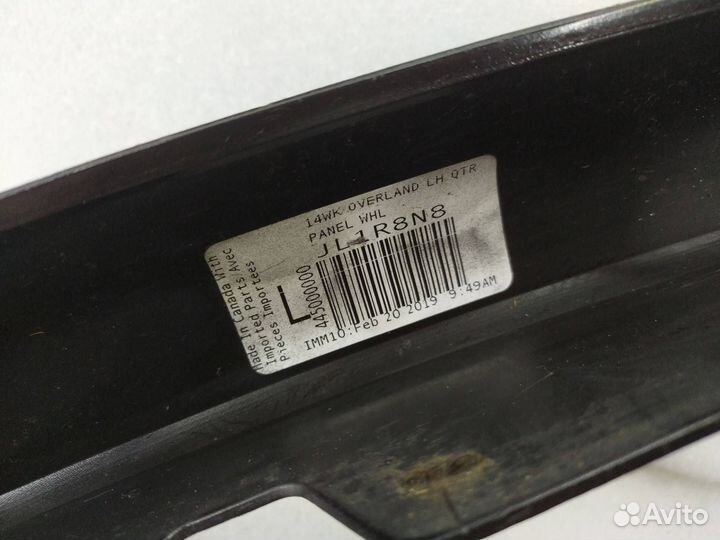 14WK OVERLAND LH QTR
PANEL WHL
JL1R8N8
L
445000000
IMM10:Feb 20 2019 9:49AM
Made In Canada With
Imported Parts Avec
Pieces Importees
Avito